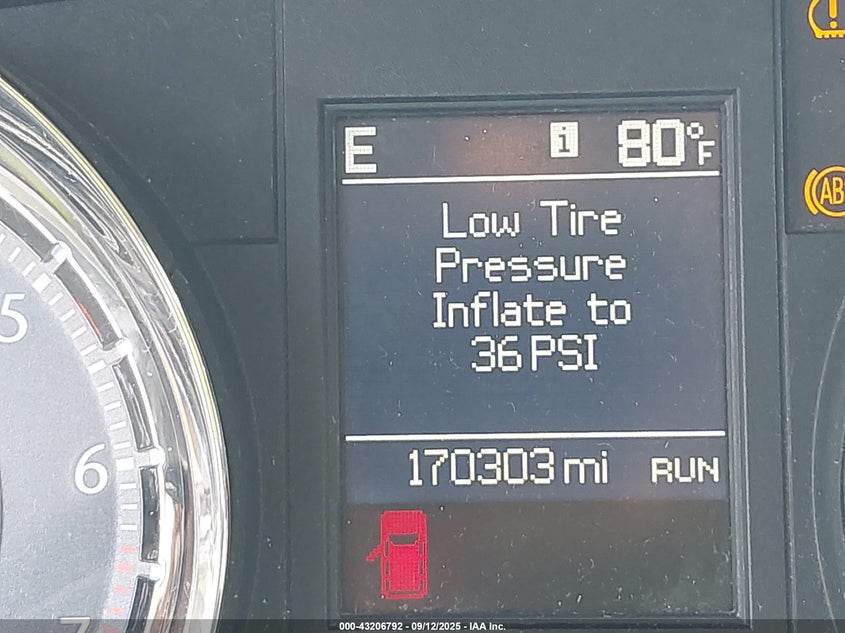 E i 80°F
Low Tire
Pressure
Inflate to
36 PSI
170303 mi RUN
5
6
7
000-43206792 - 09/12/2025 - IAA Inc.